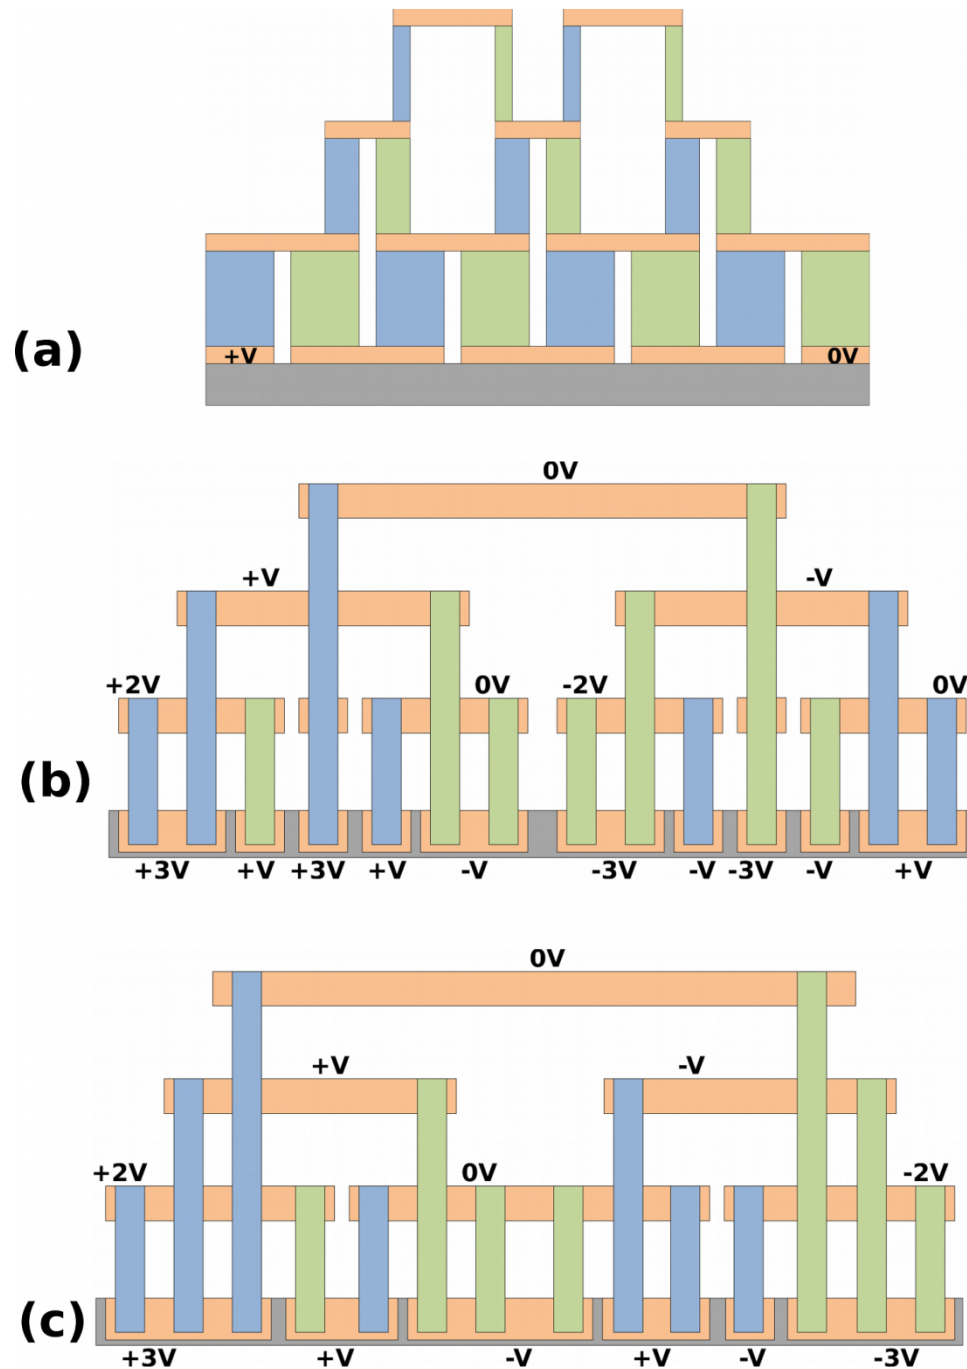 (a)
+V 0V
0V
+V -V
+2V 0V -2V 0V
(b)
+3V +V +3V +V -V -3V -V -3V -V +V
0V
+V -V
+2V 0V -2V
(c)
+3V +V -V +V -V -3V